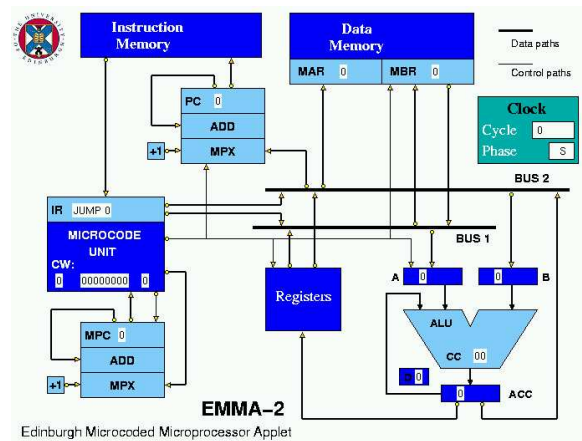 Instruction
Memory
Data
Memory
MAR 0
MBR 0
Data paths
Control paths
Clock
Cycle 0
Phase S
PC 0
ADD
+1
MPX
BUS 2
IR JUMP 0
MICROCODE
UNIT
CW:
0 00000000 0
BUS 1
Registers
A 0
0 B
ALU
CC 00
MPC 0
ADD
+1
MPX
0
0 ACC
EMMA-2
Edinburgh Microcoded Microprocessor Applet